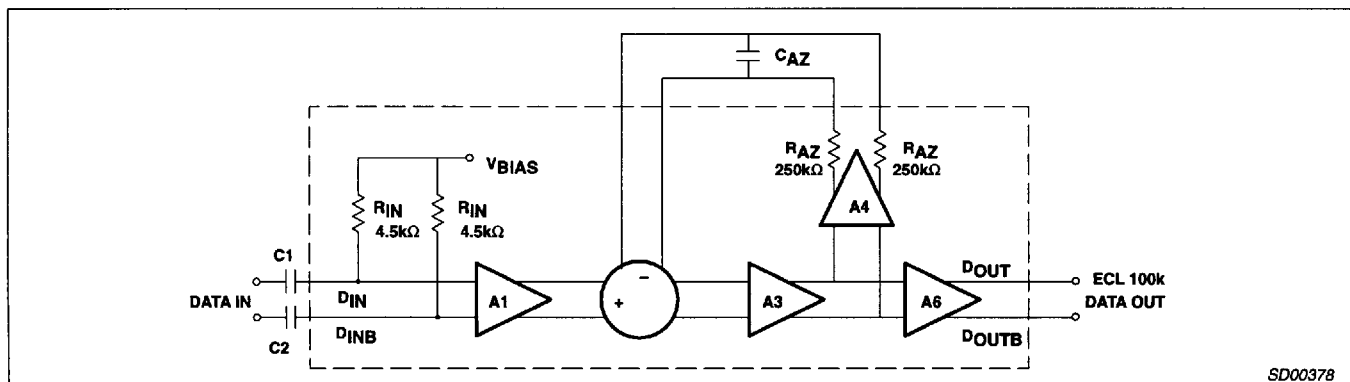 CAZ
RAZ
250kΩ
RAZ
250kΩ
VBIAS
RIN
4.5kΩ
RIN
4.5kΩ
A4
C1
DATA IN
DIN
DINB
C2
A1
−
+
A3
A6
DOUT
DOUTB
ECL 100k
DATA OUT
SD00378